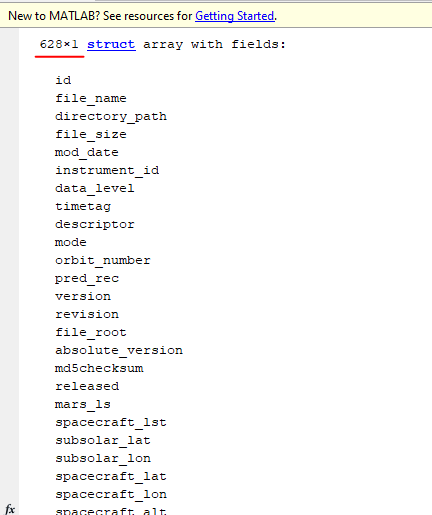 New to MATLAB? See resources for Getting Started.
628×1 struct array with fields:
id
file_name
directory_path
file_size
mod_date
instrument_id
data_level
timetag
descriptor
mode
orbit_number
pred_rec
version
revision
file_root
absolute_version
md5checksum
released
mars_ls
spacecraft_lst
subsolar_lat
subsolar_lon
spacecraft_lat
spacecraft_lon
spacecraft_alt
fx